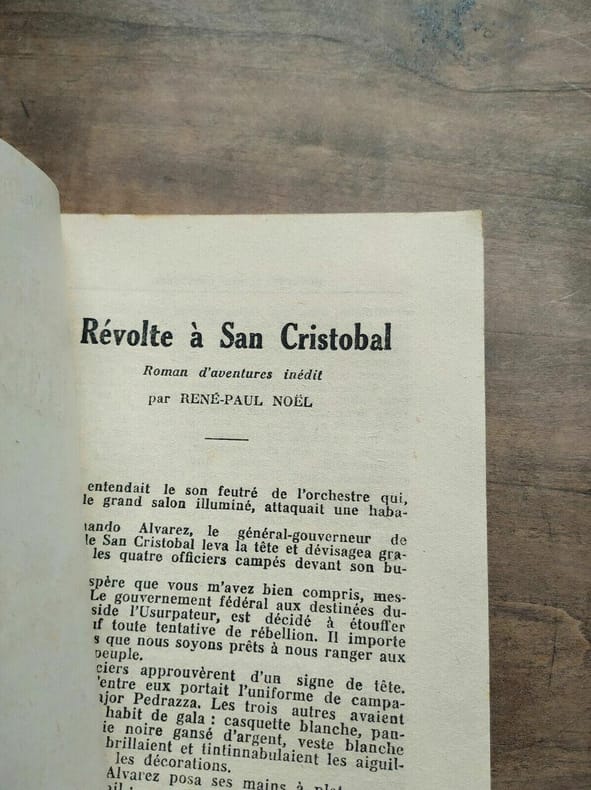 Révolte à San Cristobal
Roman d'aventures inédit
par RENÉ-PAUL NOËL
entendait le son feutré de l'orchestre qui,
le grand salon illuminé, attaquait une haba-
Alvarez, le général-gouverneur de
San Cristobal leva la tête et dévisagea gra-
les quatre officiers campés devant son bu-
que vous m'avez bien compris, mes-
Le gouvernement fédéral aux destinées du-
l'Usurpateur, est décidé à étouffer
toute tentative de rébellion. Il importe
que nous soyons prêts à nous ranger aux
peuple.
approuvèrent d'un signe de tête.
eux portait l'uniforme de campa-
Pedrazza. Les trois autres avaient
habit de gala : casquette blanche, pan-
noire gansé d'argent, veste blanche
brillaient et tintinnabulaient les aiguil-
les décorations.
Alvarez posa ses mains à